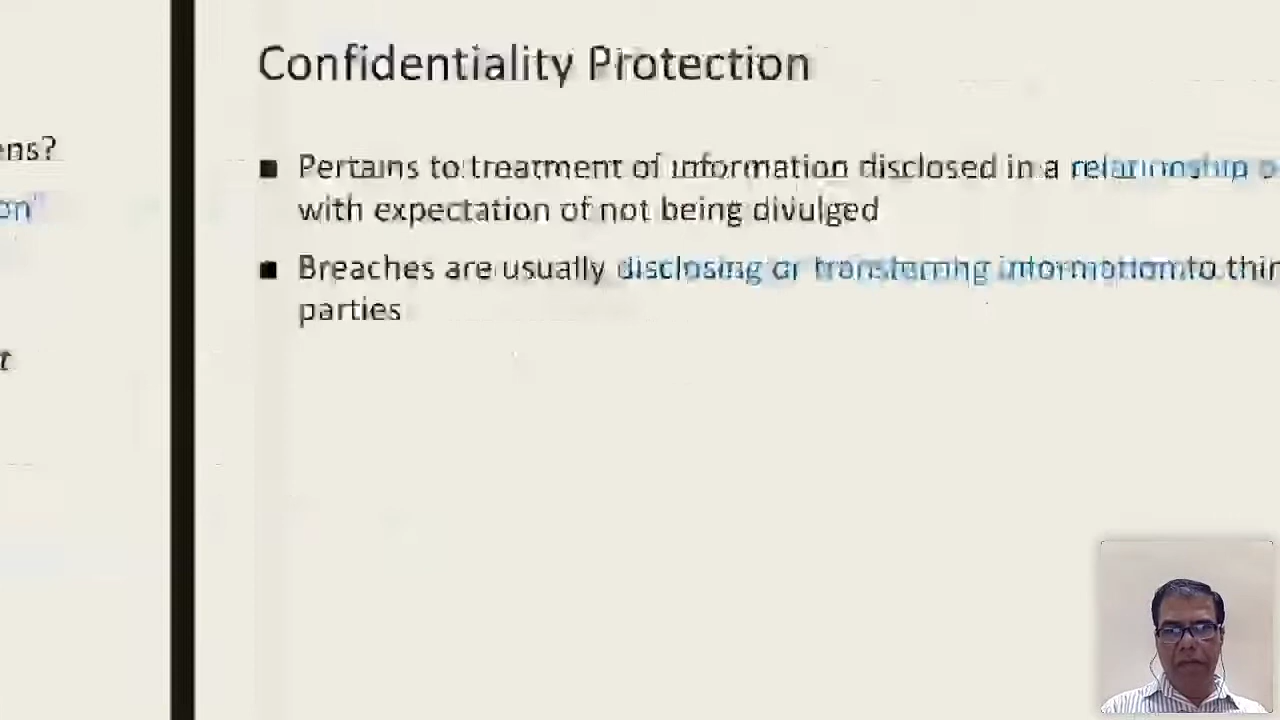 Confidentiality Protection
ens?
on"
t
Pertains to treatment of information disclosed in a relationship o
with expectation of not being divulged
Breaches are usually disclosing or transferring information to thir
parties